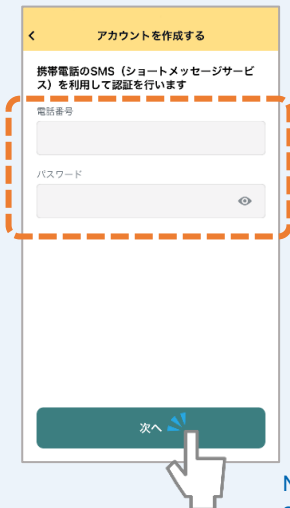 アカウントを作成する
携帯電話のSMS（ショートメッセージサービ
ス）を利用して認証を行います
電話番号
パスワード
次へ